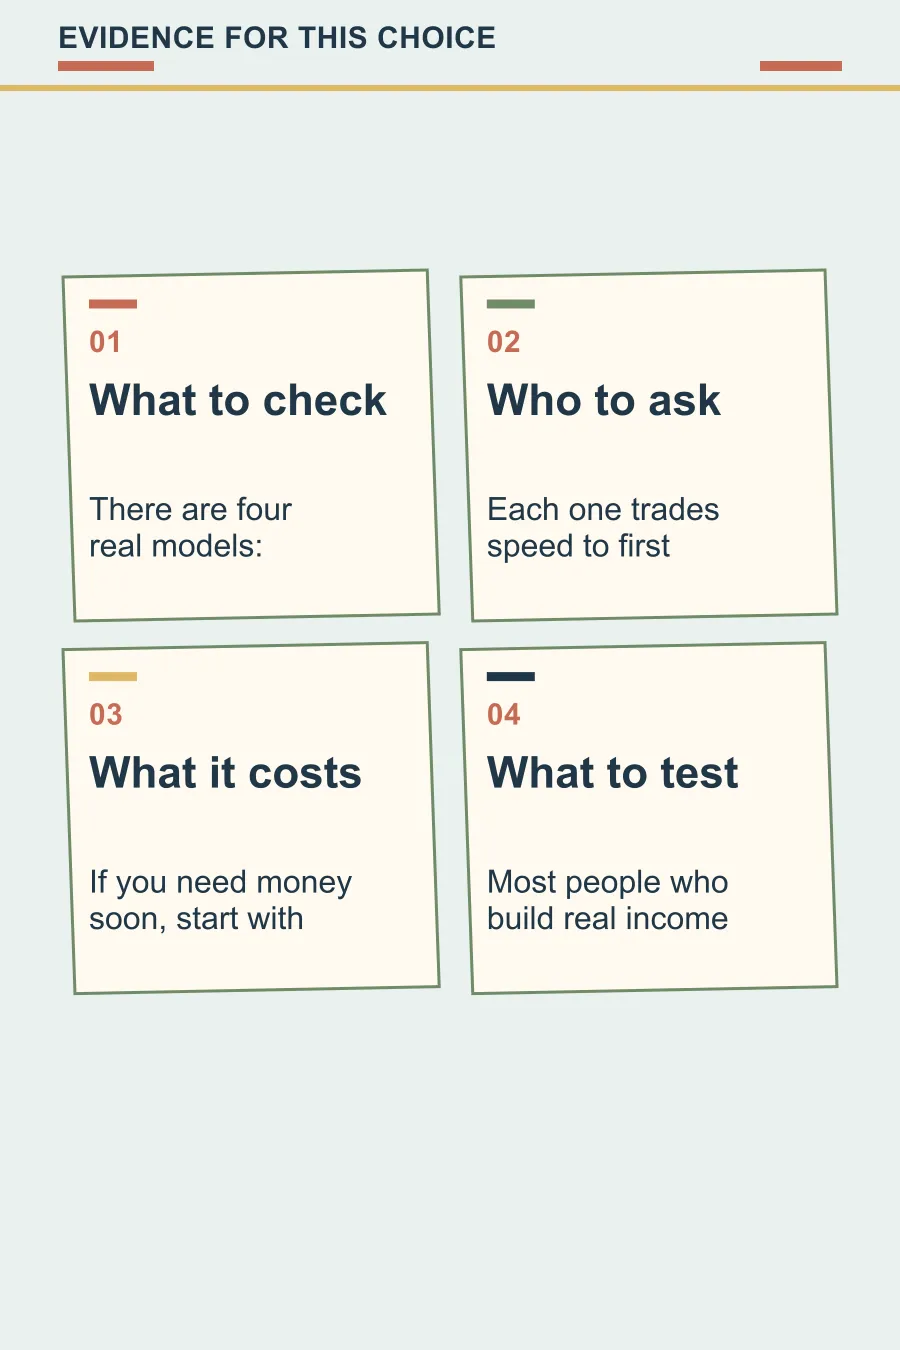 EVIDENCE FOR THIS CHOICE
01
What to check
There are four
real models:
02
Who to ask
Each one trades
speed to first
03
What it costs
If you need money
soon, start with
04
What to test
Most people who
build real income